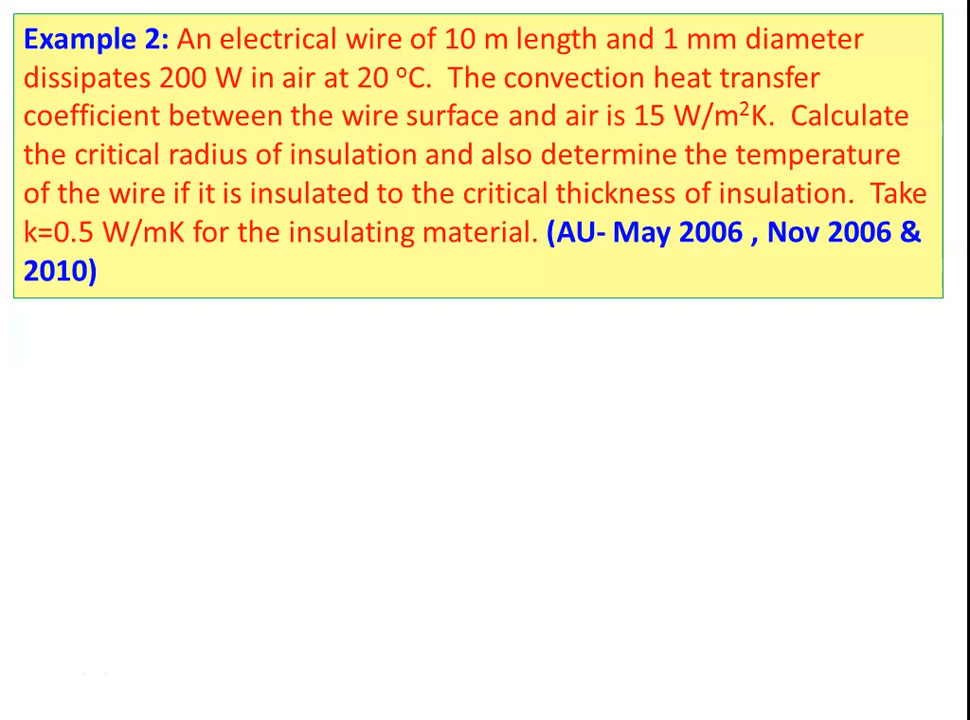 Example 2: An electrical wire of 10 m length and 1 mm diameter
dissipates 200 W in air at 20 °C. The convection heat transfer
coefficient between the wire surface and air is 15 W/m²K. Calculate
the critical radius of insulation and also determine the temperature
of the wire if it is insulated to the critical thickness of insulation. Take
k=0.5 W/mK for the insulating material. (AU- May 2006 , Nov 2006 &
2010)